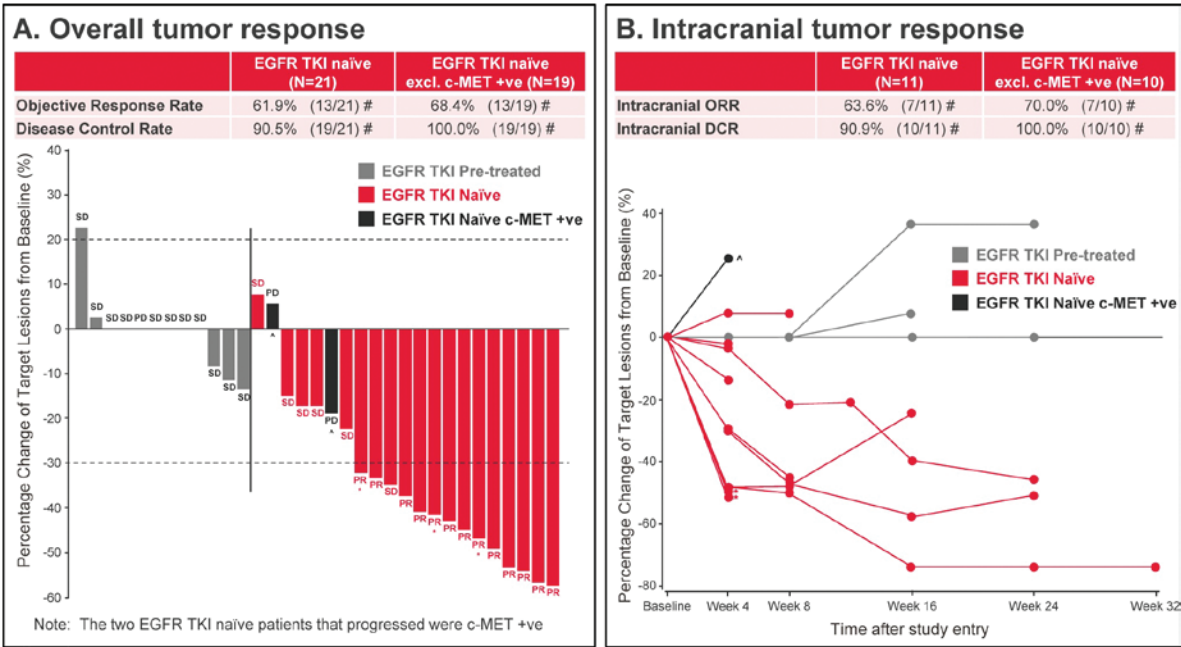 A. Overall tumor response
EGFR TKI naïve (N=21)
EGFR TKI naïve excl. c-MET +ve (N=19)
Objective Response Rate 61.9% (13/21) # 68.4% (13/19) #
Disease Control Rate 90.5% (19/21) # 100.0% (19/19) #
Percentage Change of Target Lesions from Baseline (%)
40
30
20
10
0
-10
-20
-30
-40
-50
-60
EGFR TKI Pre-treated
EGFR TKI Naïve
EGFR TKI Naïve c-MET +ve
SD
SD
SD SD PD SD SD SD SD
SD
SD
SD
SD
PD
^
SD
SD
SD
PD
^
SD
PR
PR
SD
PR
PR
PR
PR
PR
PR
PR
PR
PR
PR
PR
Note: The two EGFR TKI naïve patients that progressed were c-MET +ve
B. Intracranial tumor response
EGFR TKI naïve (N=11)
EGFR TKI naïve excl. c-MET +ve (N=10)
Intracranial ORR 63.6% (7/11) # 70.0% (7/10) #
Intracranial DCR 90.9% (10/11) # 100.0% (10/10) #
Percentage Change of Target Lesions from Baseline (%)
40
20
0
-20
-40
-60
-80
EGFR TKI Pre-treated
EGFR TKI Naïve
EGFR TKI Naïve c-MET +ve
^
Baseline Week 4 Week 8 Week 16 Week 24 Week 32
Time after study entry